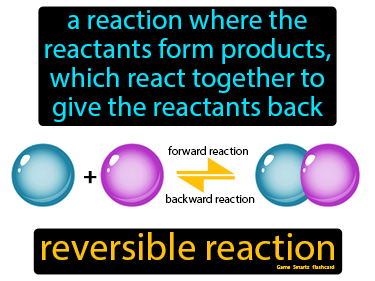 a reaction where the
reactants form products,
which react together to
give the reactants back
forward reaction
+
backward reaction
reversible reaction
Game Smartz flashcard